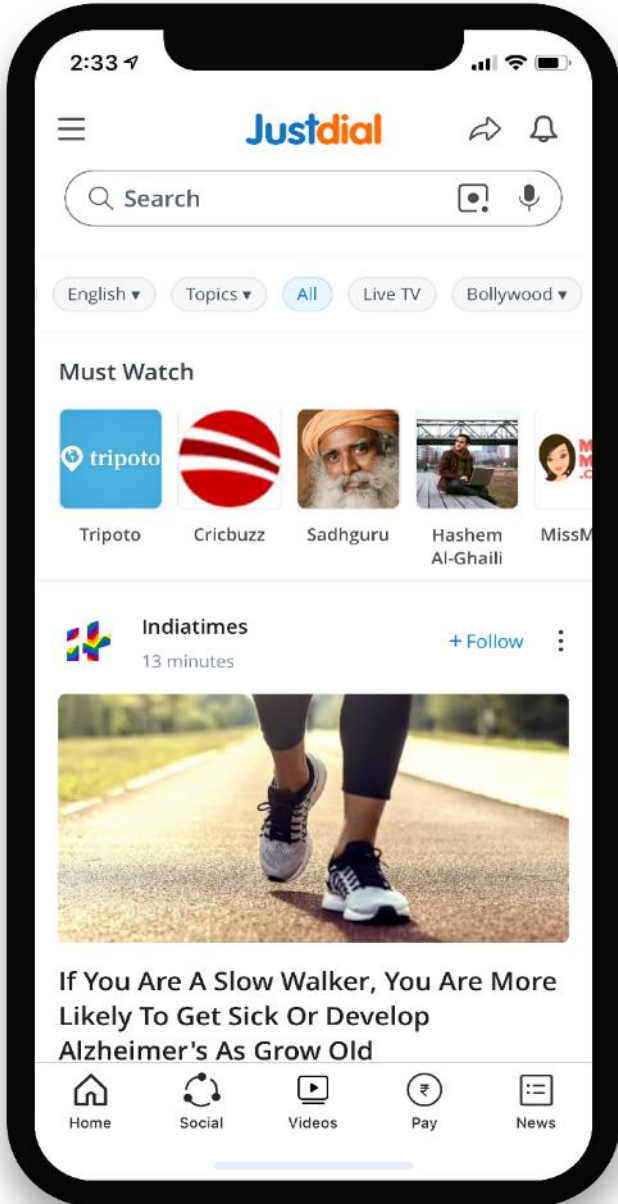 2:33
Justdial
Search
English ▾ Topics ▾ All Live TV Bollywood ▾
Must Watch
tripoto
M
M
.C
Tripoto Cricbuzz Sadhguru Hashem Al-Ghaili MissM
it
Indiatimes
+ Follow
13 minutes
If You Are A Slow Walker, You Are More
Likely To Get Sick Or Develop
Alzheimer's As Grow Old
₹
Home Social Videos Pay News